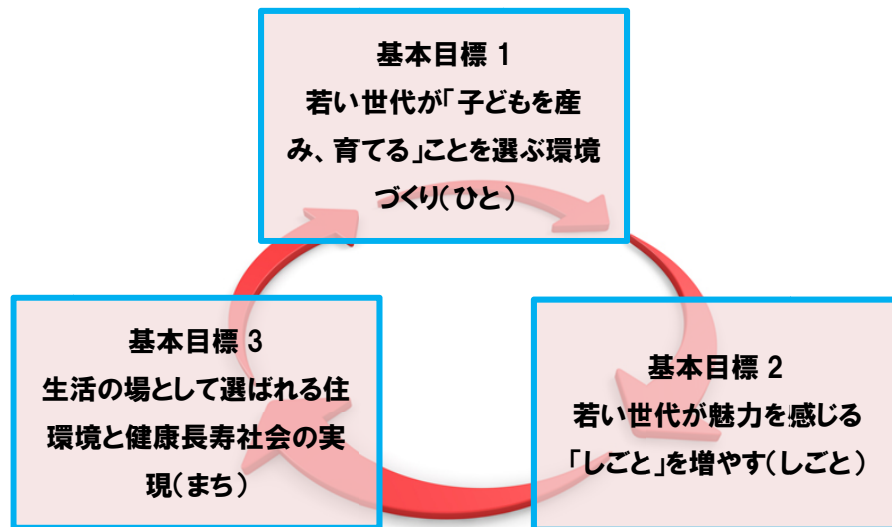 基本目標 1
若い世代が「子どもを産
み、育てる」ことを選ぶ環境
づくり(ひと)
基本目標 3
生活の場として選ばれる住
環境と健康長寿社会の実
現(まち)
基本目標 2
若い世代が魅力を感じる
「しごと」を増やす(しごと)